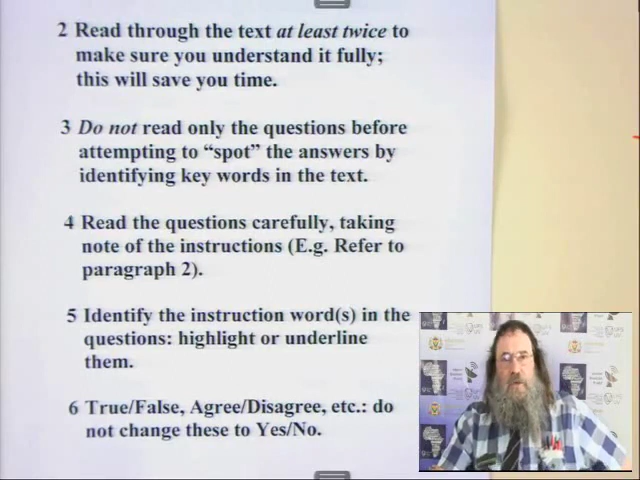 2 Read through the text at least twice to
make sure you understand it fully;
this will save you time.
3 Do not read only the questions before
attempting to “spot” the answers by
identifying key words in the text.
4 Read the questions carefully, taking
note of the instructions (E.g. Refer to
paragraph 2).
5 Identify the instruction word(s) in the
questions: highlight or underline
them.
6 True/False, Agree/Disagree, etc.: do
not change these to Yes/No.